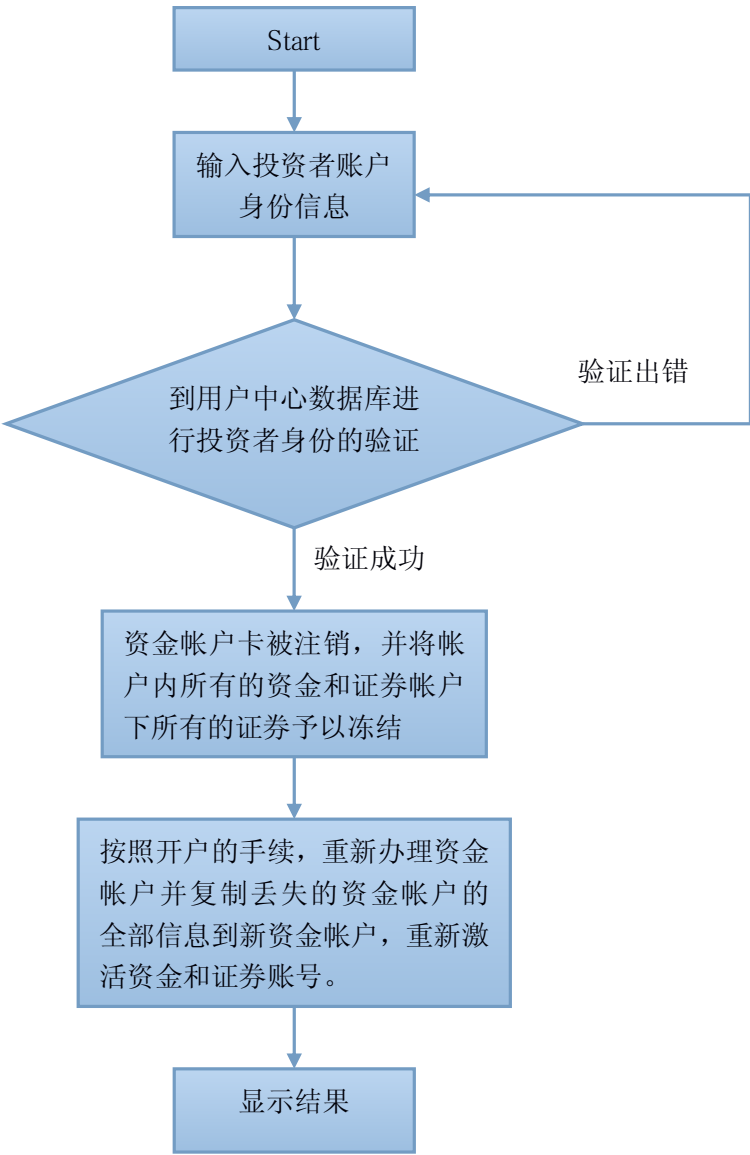 Start
输入投资者账户
身份信息
验证出错
到用户中心数据库进
行投资者身份的验证
验证成功
资金帐户卡被注销，并将帐
户内所有的资金和证券帐户
下所有的证券予以冻结
按照开户的手续，重新办理资金
帐户并复制丢失的资金帐户的
全部信息到新资金帐户，重新激
活资金和证券账号。
显示结果